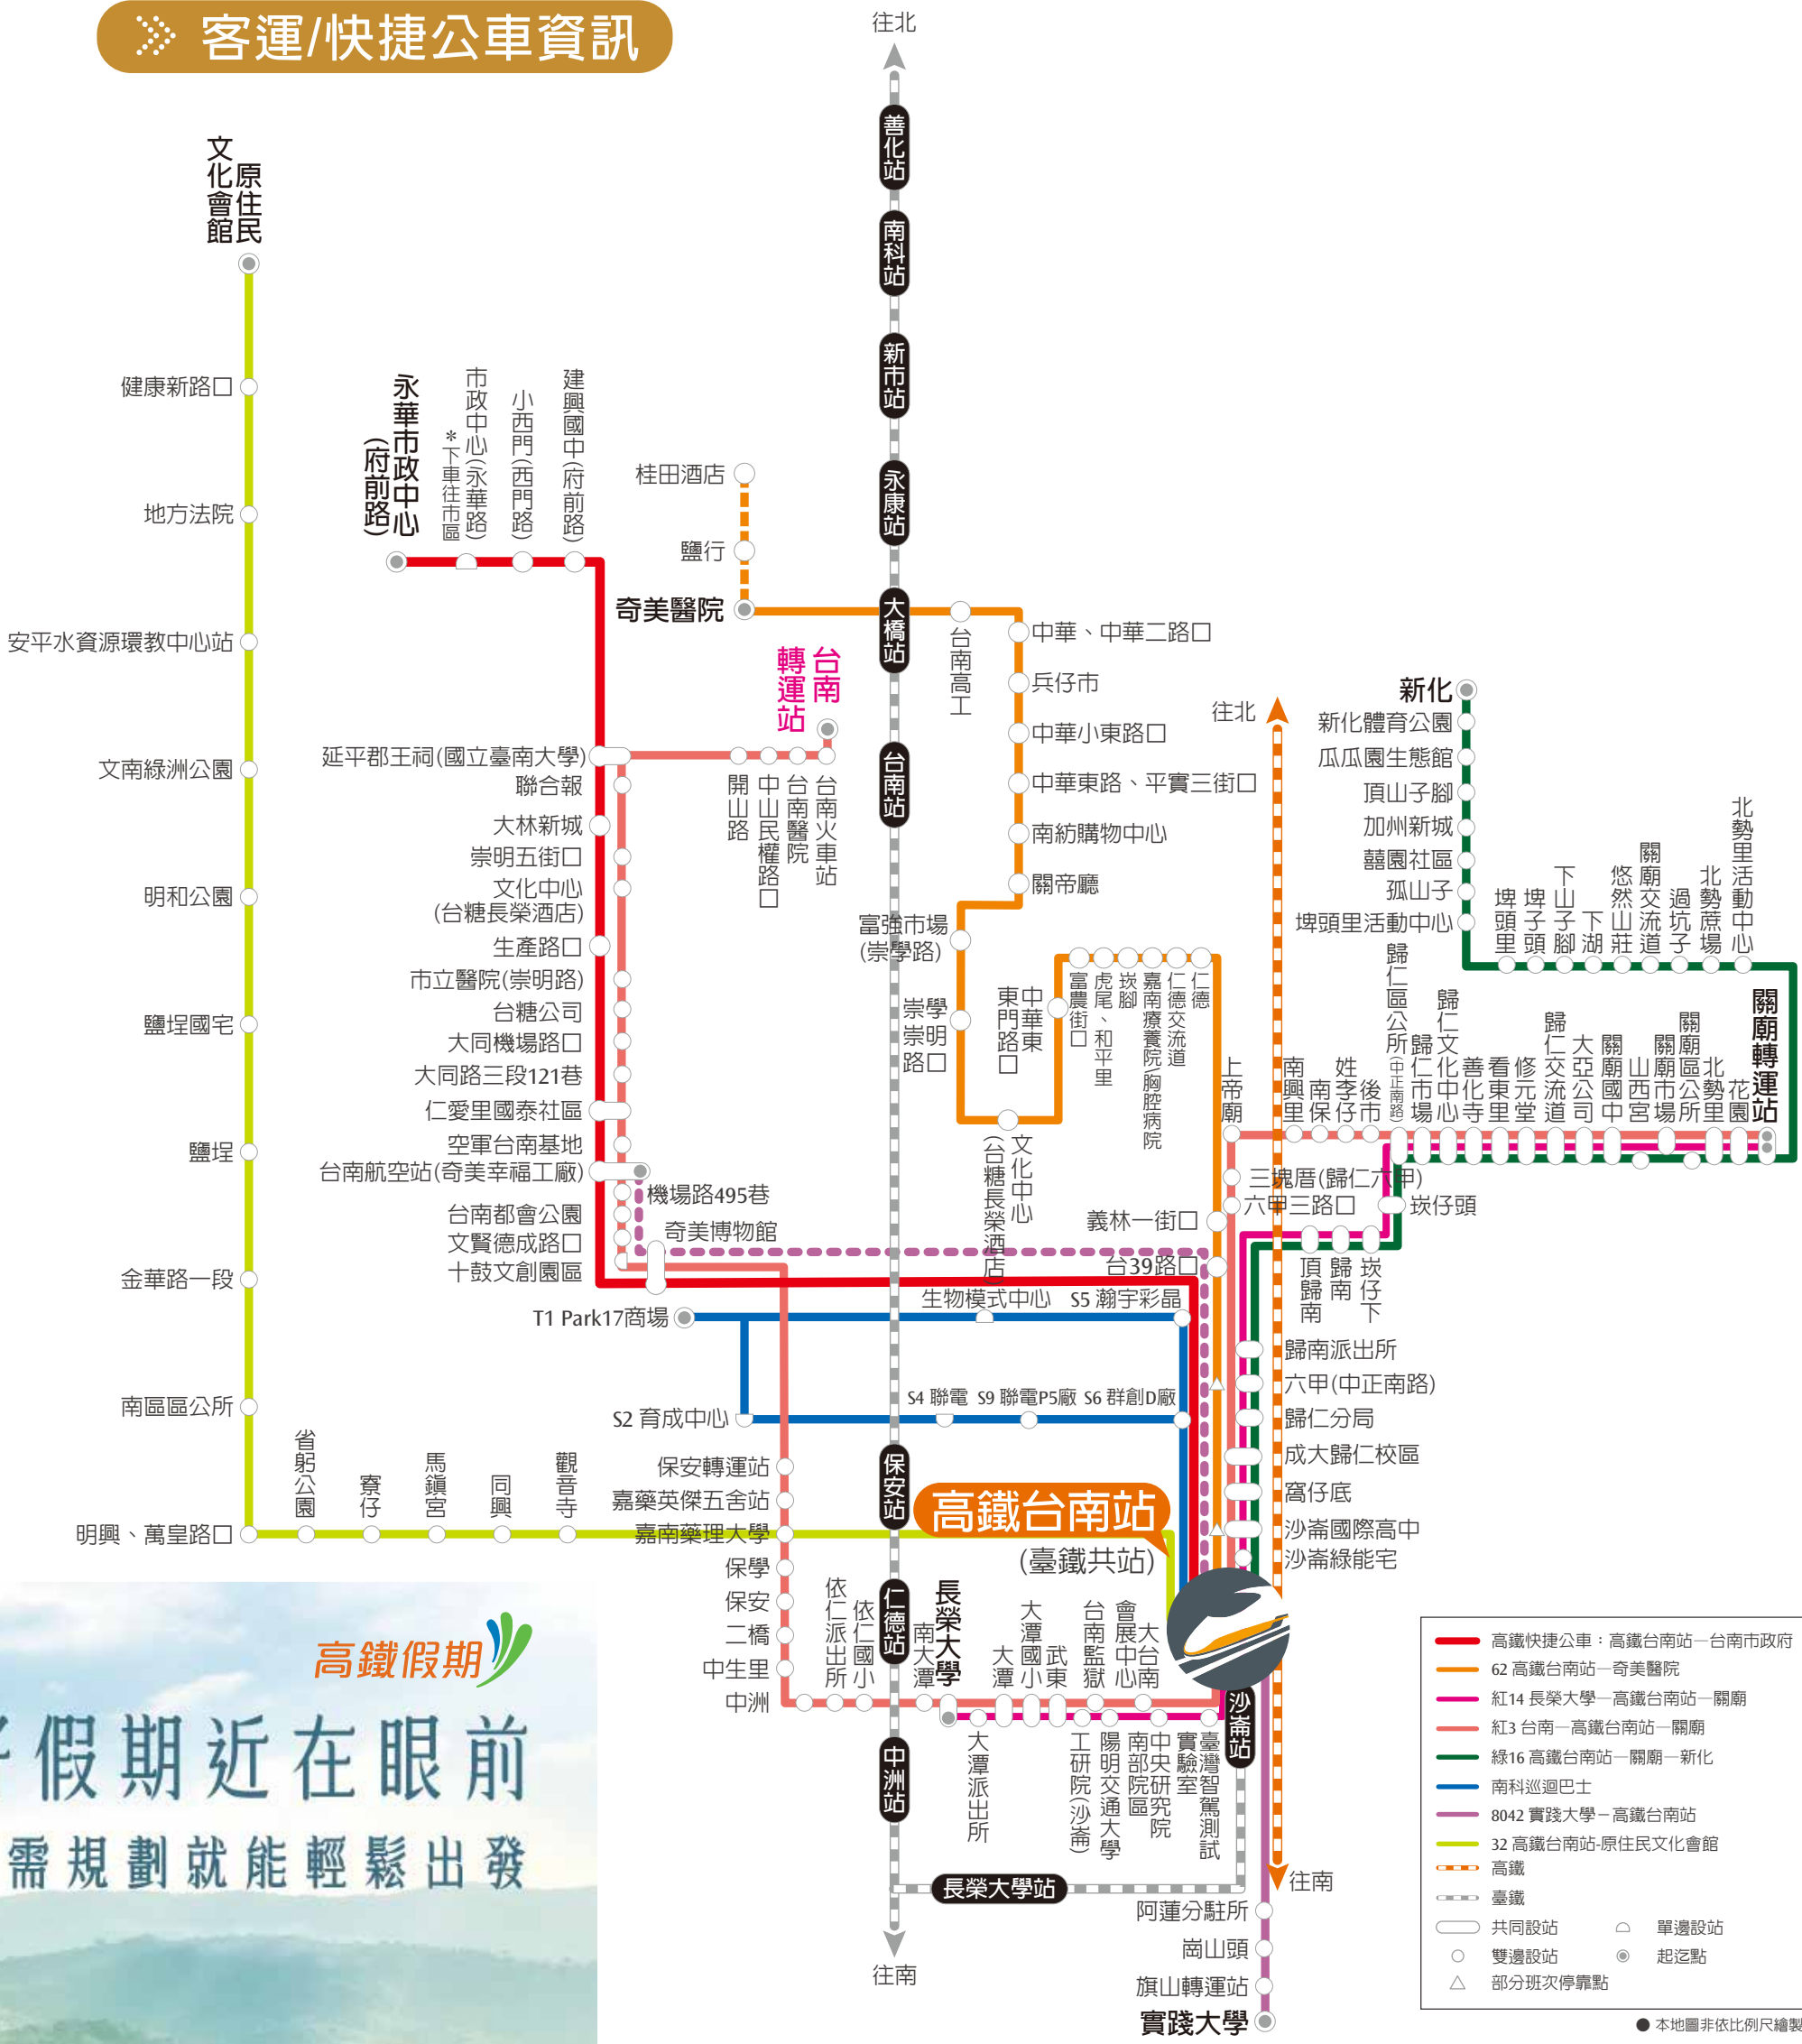 客運/快捷公車資訊
往北
善化站
南科站
新市站
永康站
大橋站
台南站
保安站
仁德站
中洲站
長榮大學站
沙崙站
往南
原住民
文化會館
健康新路口
地方法院
安平水資源環教中心站
文南綠洲公園
明和公園
鹽埕國宅
鹽埕
金華路一段
南區區公所
明興、萬皇路口
省躬公園
寮仔
馬鎮宮
同興
觀音寺
永華市政中心
(府前路)
市政中心(永華路)
*下車往市區
小西門(西門路)
建興國中(府前路)
桂田酒店
鹽行
奇美醫院
台南高工
中華、中華二路口
兵仔市
中華小東路口
中華東路、平實三街口
南紡購物中心
關帝廳
富強市場
(崇學路)
崇學
崇明
路口
文化中心
(台糖長榮酒店)
中華東
東門路口
富農街口
虎尾、和平里
崁腳
嘉南療養院/胸腔病院
仁德交流道
仁德
義林一街口
台39路口
台南
轉運站
台南火車站
台南醫院
中山民權路口
開山路
延平郡王祠(國立臺南大學)
聯合報
大林新城
崇明五街口
文化中心
(台糖長榮酒店)
生產路口
市立醫院(崇明路)
台糖公司
大同機場路口
大同路三段121巷
仁愛里國泰社區
空軍台南基地
台南航空站(奇美幸福工廠)
機場路495巷
台南都會公園
文賢德成路口
十鼓文創園區
奇美博物館
T1 Park17商場
生物模式中心
S5 瀚宇彩晶
S2 育成中心
S4 聯電
S9 聯電P5廠
S6 群創D廠
保安轉運站
嘉藥英傑五舍站
嘉南藥理大學
保學
保安
二橋
中生里
中洲
依仁派出所
依仁國小
南大潭
長榮大學
大潭
大潭國小
武東
台南監獄
大台南
會展中心
大潭派出所
工研院(沙崙)
陽明交通大學
中央研究院
南部院區
臺灣智駕測試
實驗室
高鐵台南站
(臺鐵共站)
往北
往南
新化
新化體育公園
瓜瓜園生態館
頂山子腳
加州新城
囍園社區
孤山子
埤頭里活動中心
埤頭里
埤子頭
下山子腳
下湖
悠然山莊
關廟交流道
過坑子
北勢蔗場
北勢里活動中心
上帝廟
南興里
南保
姓李仔
後市
歸仁區公所(中正南路)
歸仁市場
歸仁文化中心
善化寺
看東里
修元堂
歸仁交流道
大亞公司
關廟國中
山西宮
關廟市場
關廟區公所
北勢里
花園
關廟轉運站
三塊厝(歸仁六甲)
六甲三路口
崁仔頭
頂歸南
歸南
崁仔下
歸南派出所
六甲(中正南路)
歸仁分局
成大歸仁校區
窩仔底
沙崙國際高中
沙崙綠能宅
阿蓮分駐所
崗山頭
旗山轉運站
實踐大學
高鐵快捷公車：高鐵台南站—台南市政府
62 高鐵台南站—奇美醫院
紅14 長榮大學—高鐵台南站—關廟
紅3 台南—高鐵台南站—關廟
綠16 高鐵台南站—關廟—新化
南科巡迴巴士
8042 實踐大學－高鐵台南站
32 高鐵台南站-原住民文化會館
高鐵
臺鐵
共同設站
單邊設站
雙邊設站
起迄點
部分班次停靠點
● 本地圖非依比例尺繪製
高鐵假期
假期近在眼前
需規劃就能輕鬆出發